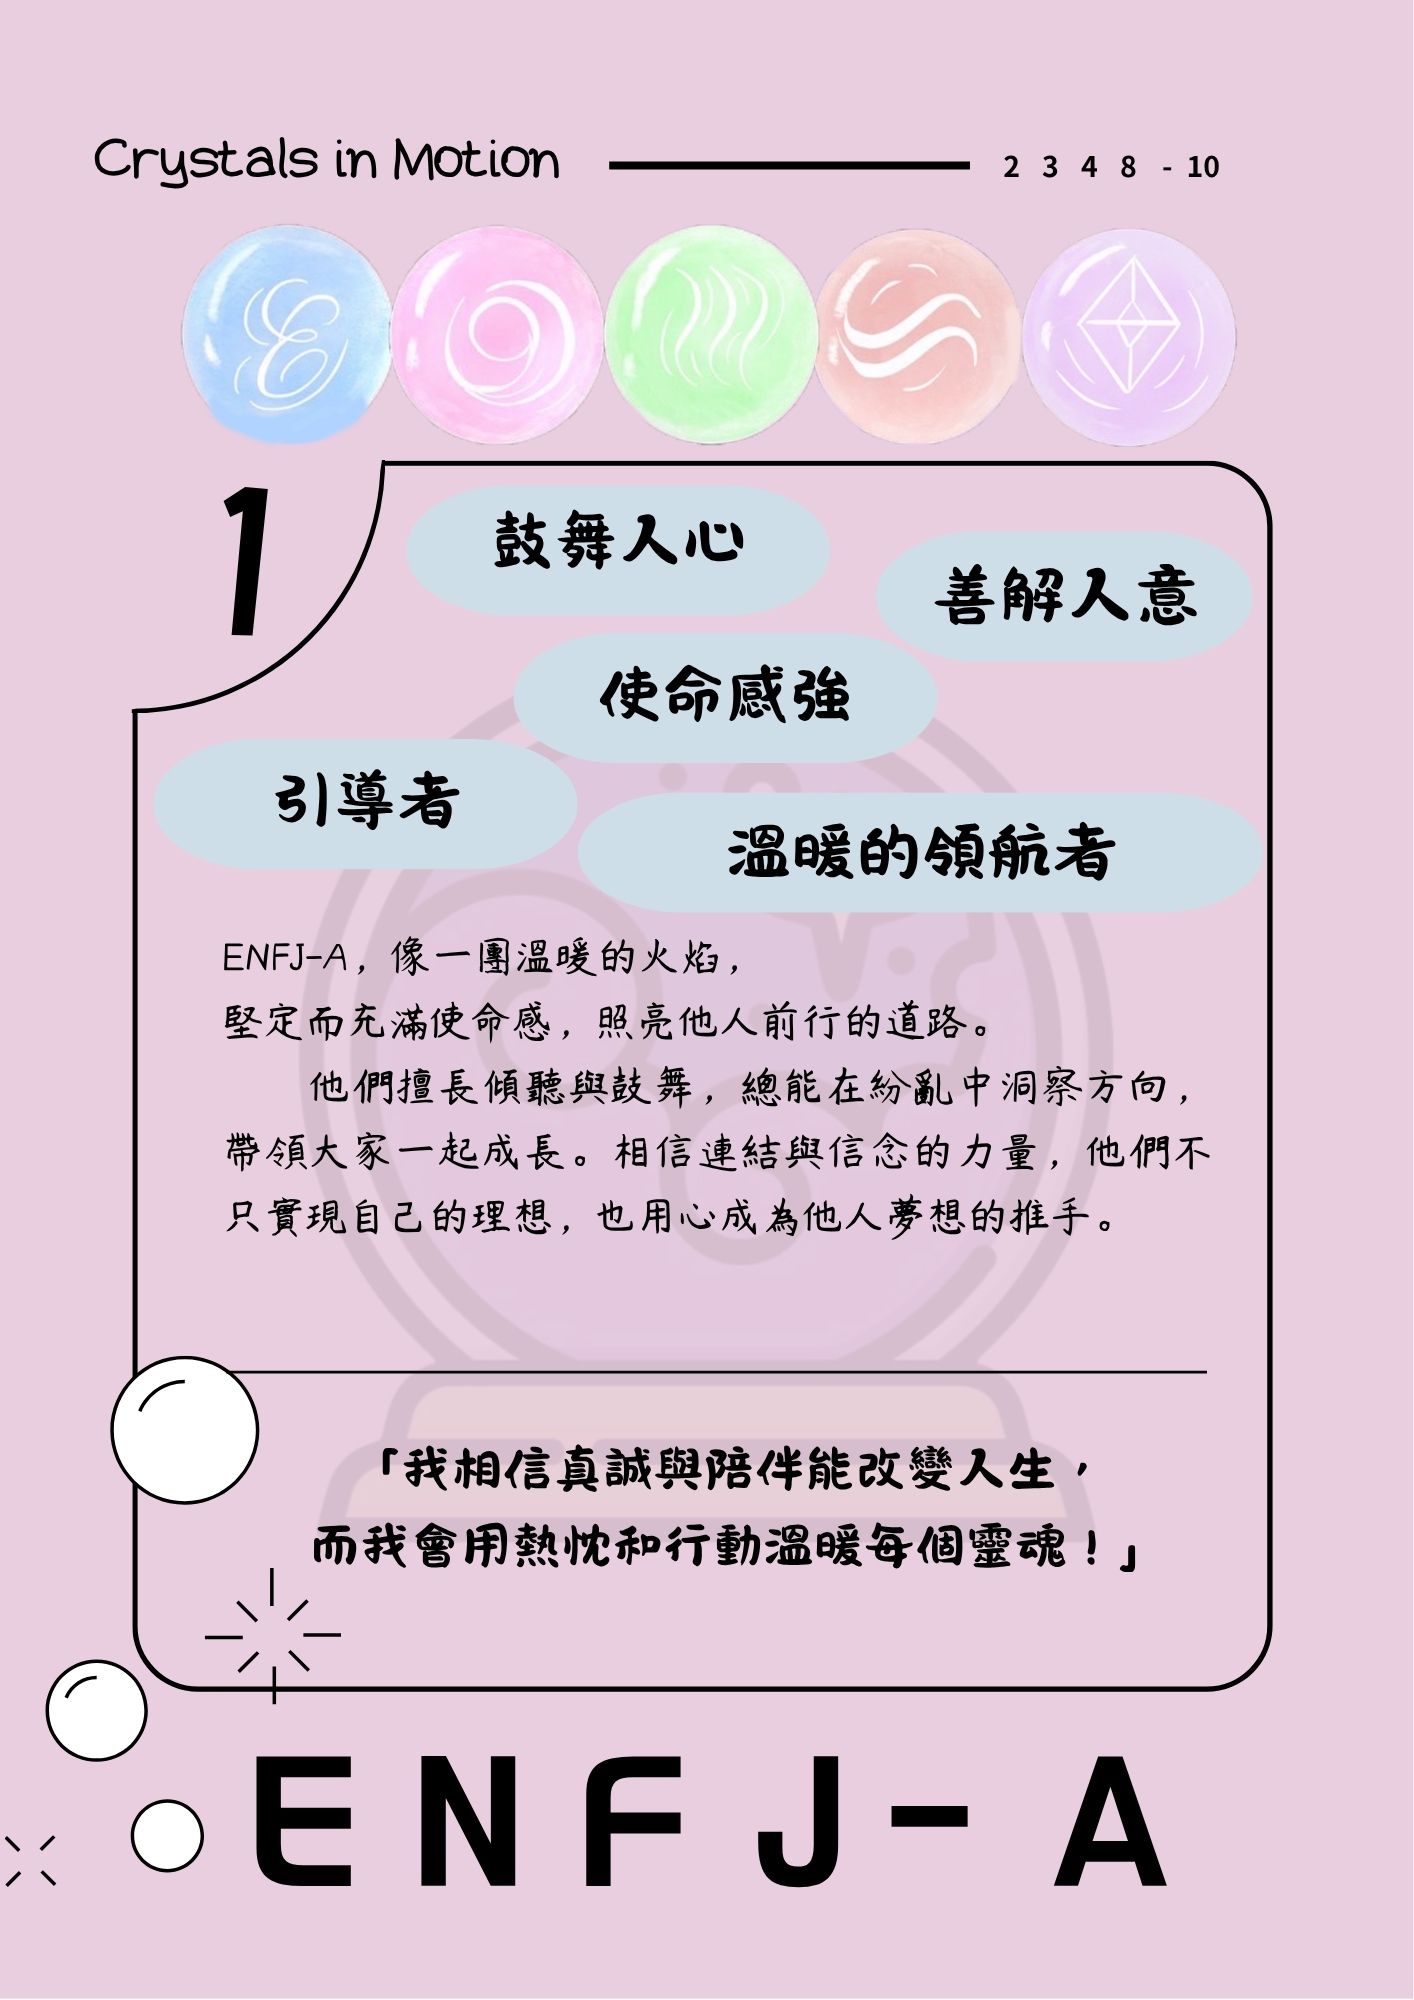 Crystals in Motion
2 3 4 8 - 10
E
1
鼓舞人心
善解人意
使命感強
引導者
溫暖的領航者
ENFJ-A，像一團溫暖的火焰，
堅定而充滿使命感，照亮他人前行的道路。
他們擅長傾聽與鼓舞，總能在紛亂中洞察方向，
帶領大家一起成長。相信連結與信念的力量，他們不
只實現自己的理想，也用心成為他人夢想的推手。
「我相信真誠與陪伴能改變人生，
而我會用熱忱和行動溫暖每個靈魂！」
ENFJ-A